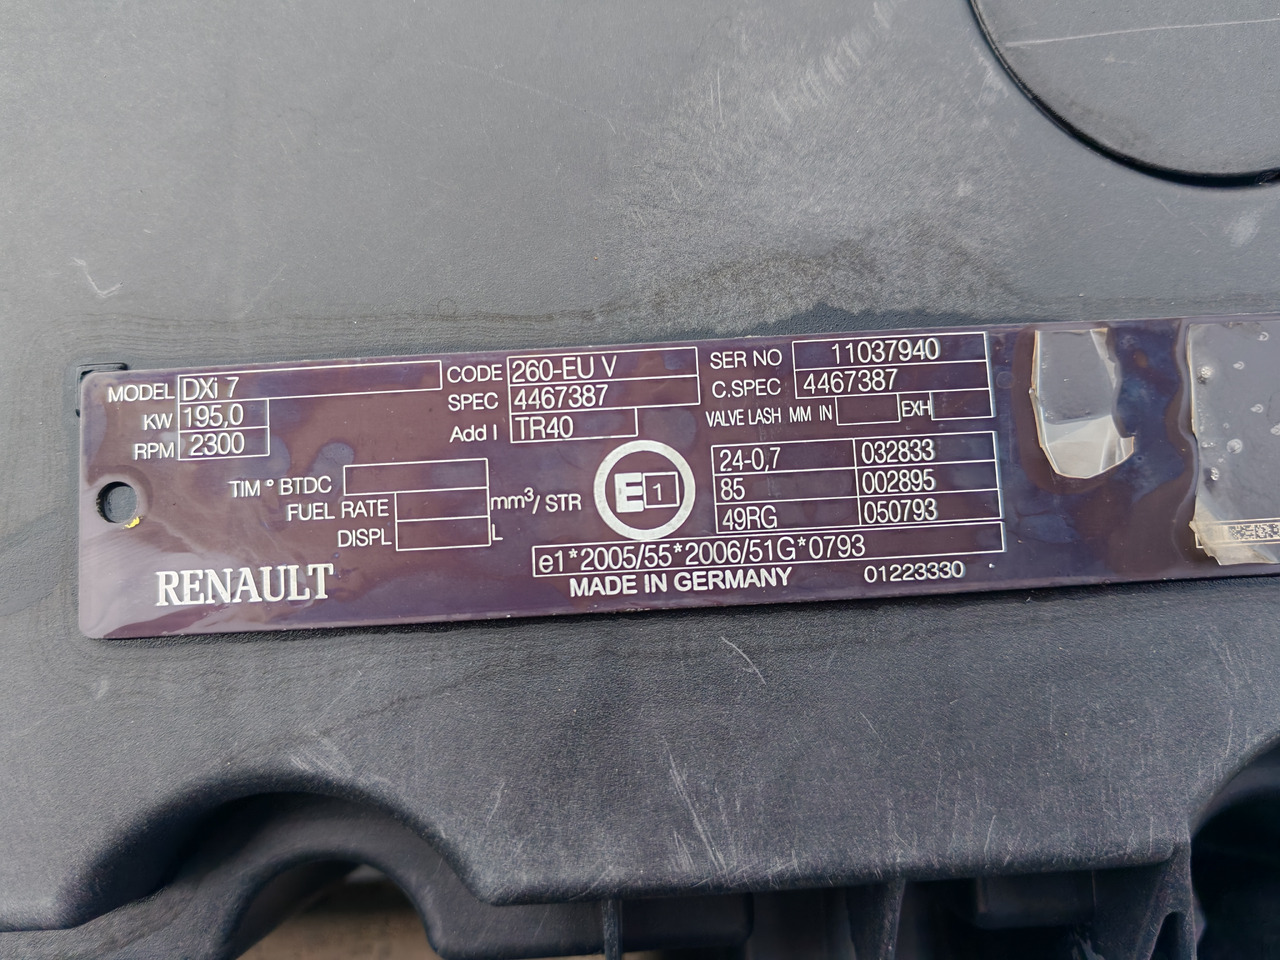 MODEL DXi 7 CODE 260-EU V SER NO 11037940
KW 195,0 SPEC 4467387 C.SPEC 4467387
RPM 2300 Add I TR40 VALVE LASH MM IN EXH
TIM ° BTDC 24-0,7 032833
FUEL RATE mm³/ STR E 1 85 002895
DISPL L 49RG 050793
e1*2005/55*2006/51G*0793
RENAULT MADE IN GERMANY 01223330